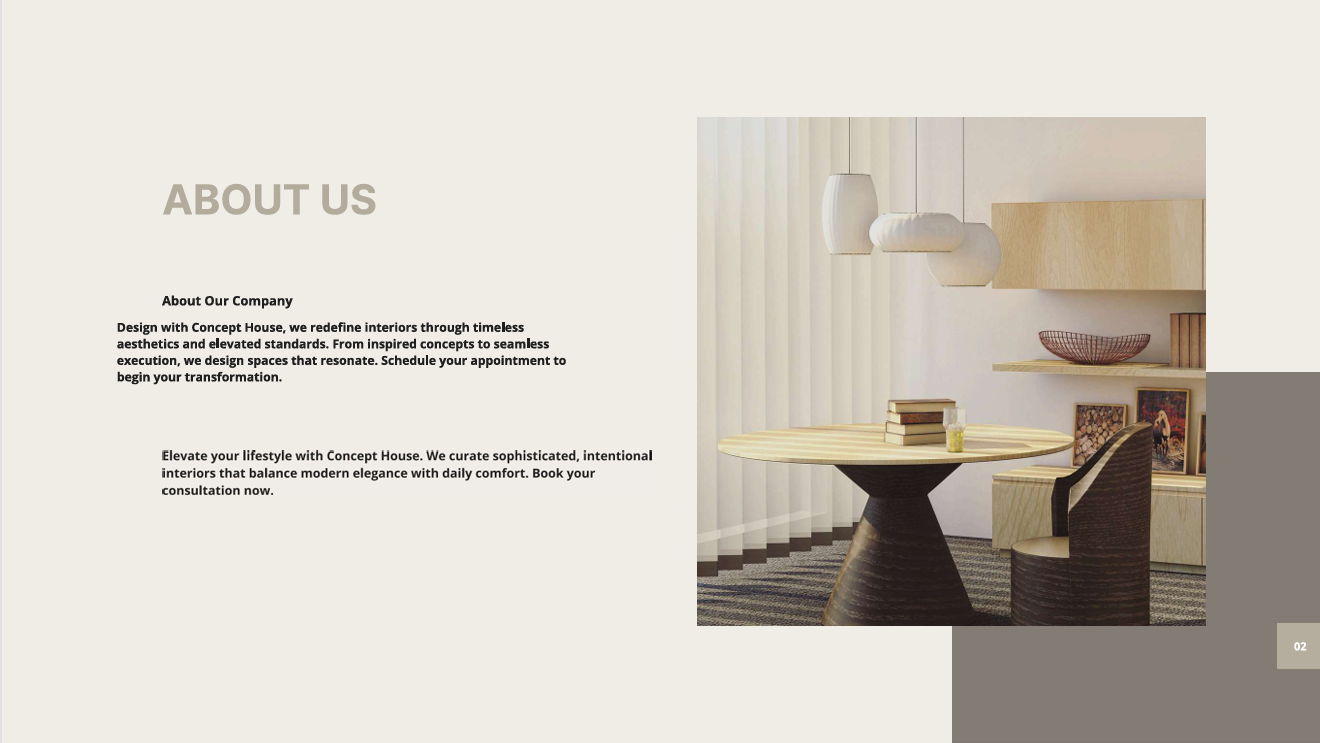 ABOUT US
About Our Company
Design with Concept House, we redefine interiors through timeless
aesthetics and elevated standards. From inspired concepts to seamless
execution, we design spaces that resonate. Schedule your appointment to
begin your transformation.
Elevate your lifestyle with Concept House. We curate sophisticated, intentional
interiors that balance modern elegance with daily comfort. Book your
consultation now.
02